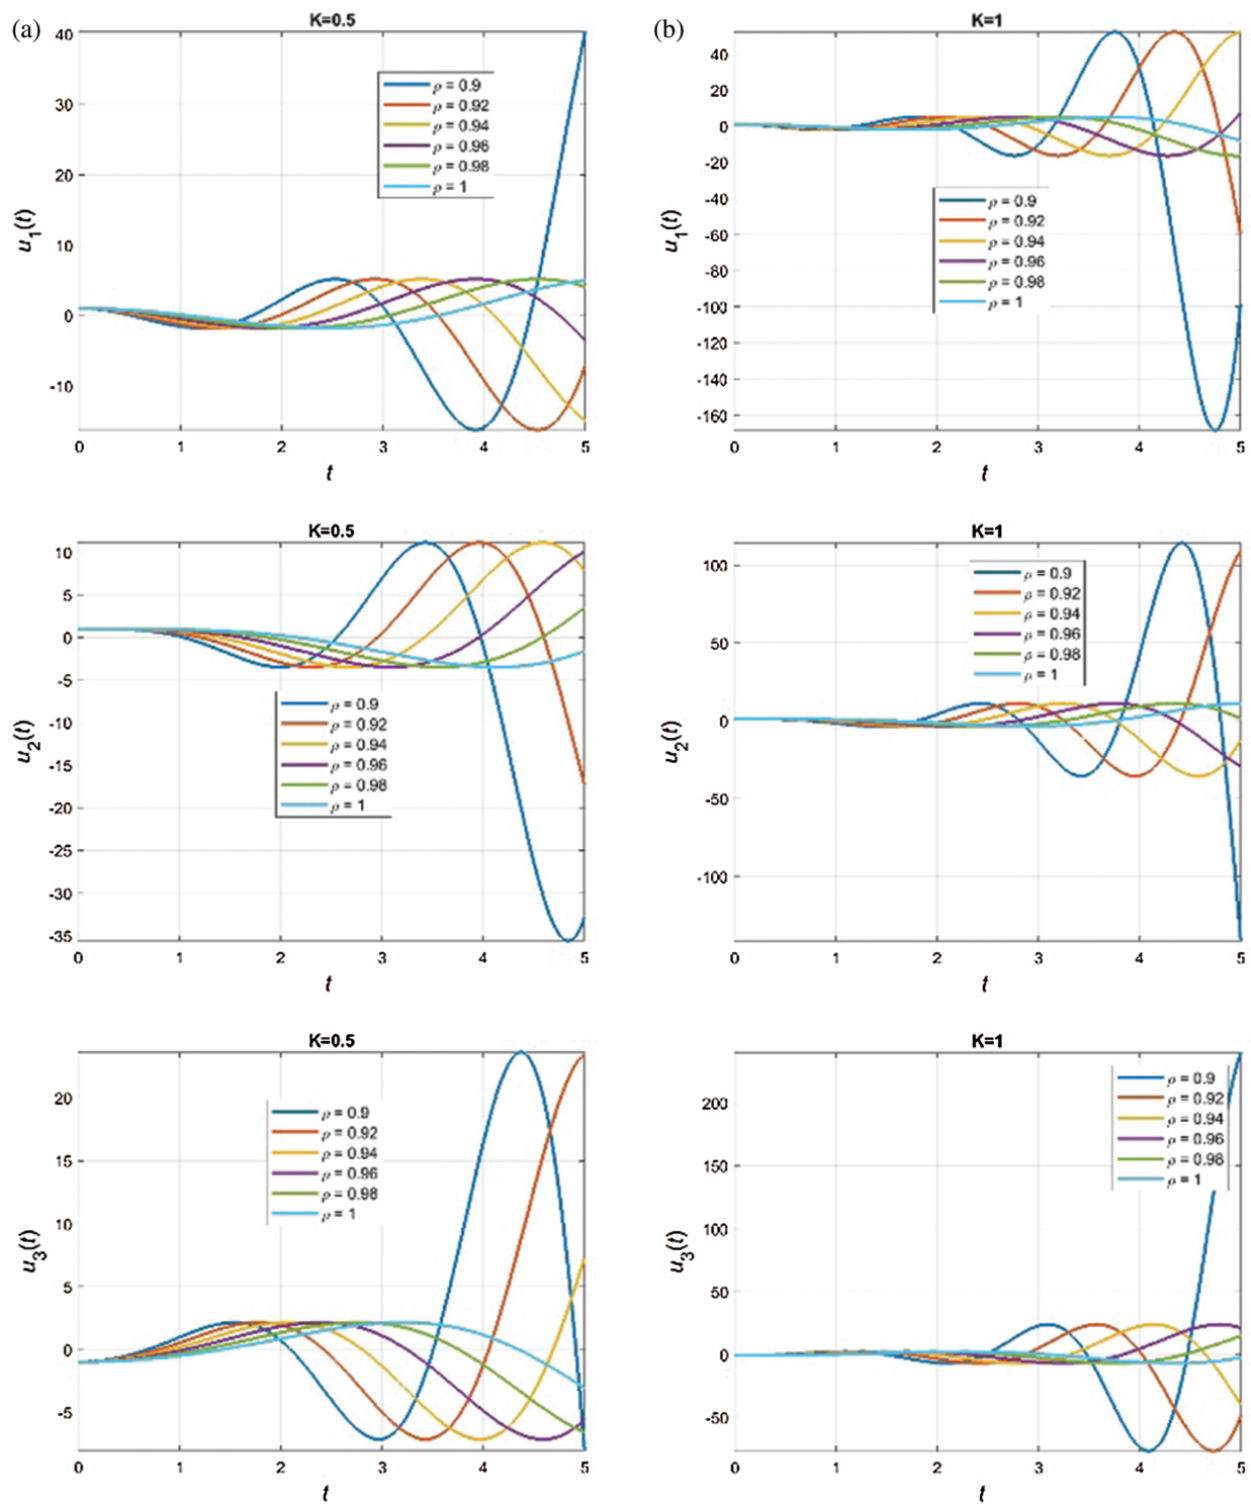 (a)
K=0.5
40
30
20
10
0
-10
u1(t)
ρ = 0.9
ρ = 0.92
ρ = 0.94
ρ = 0.96
ρ = 0.98
ρ = 1
0 1 2 3 4 5
t
(b)
K=1
40
20
0
-20
-40
-60
-80
-100
-120
-140
-160
u1(t)
ρ = 0.9
ρ = 0.92
ρ = 0.94
ρ = 0.96
ρ = 0.98
ρ = 1
0 1 2 3 4 5
t
K=0.5
10
5
0
-5
-10
-15
-20
-25
-30
-35
u2(t)
ρ = 0.9
ρ = 0.92
ρ = 0.94
ρ = 0.96
ρ = 0.98
ρ = 1
0 1 2 3 4 5
t
K=1
100
50
0
-50
-100
u2(t)
ρ = 0.9
ρ = 0.92
ρ = 0.94
ρ = 0.96
ρ = 0.98
ρ = 1
0 1 2 3 4 5
t
K=0.5
20
15
10
5
0
-5
u3(t)
ρ = 0.9
ρ = 0.92
ρ = 0.94
ρ = 0.96
ρ = 0.98
ρ = 1
0 1 2 3 4 5
t
K=1
200
150
100
50
0
-50
u3(t)
ρ = 0.9
ρ = 0.92
ρ = 0.94
ρ = 0.96
ρ = 0.98
ρ = 1
0 1 2 3 4 5
t